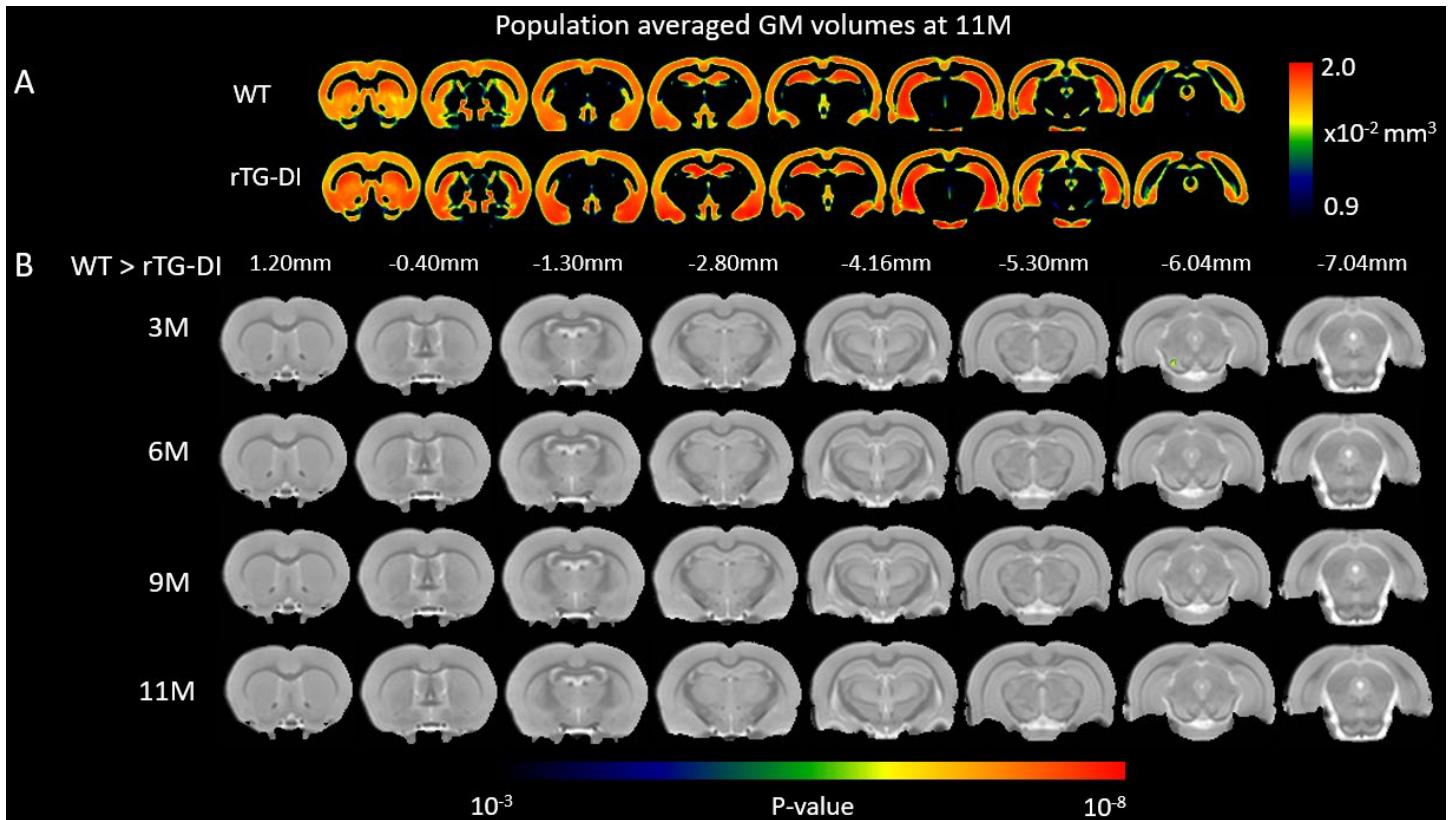 Population averaged GM volumes at 11M
A
WT
2.0
x10-2 mm3
rTG-DI
0.9
B WT > rTG-DI 1.20mm -0.40mm -1.30mm -2.80mm -4.16mm -5.30mm -6.04mm -7.04mm
3M
6M
9M
11M
10-3 P-value 10-8